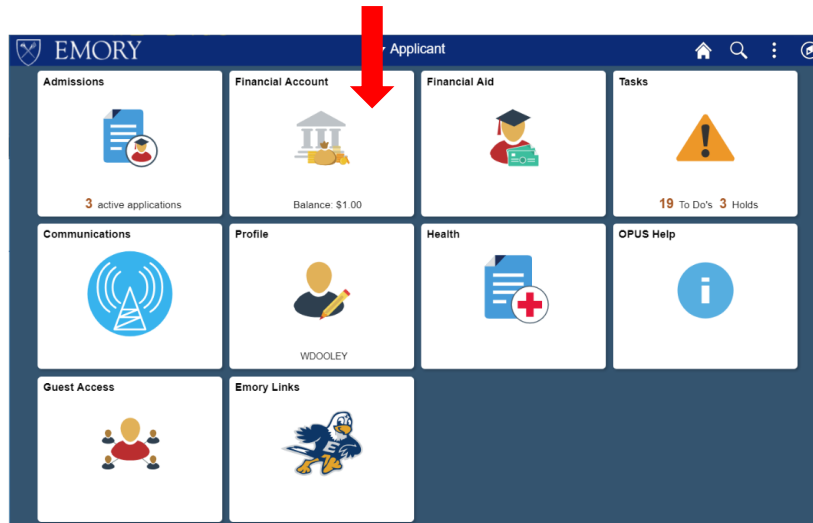 EMORY
Applicant
Admissions
3 active applications
Financial Account
Balance: $1.00
Financial Aid
Tasks
19 To Do's 3 Holds
Communications
Profile
WDOOLEY
Health
OPUS Help
i
Guest Access
Emory Links
E